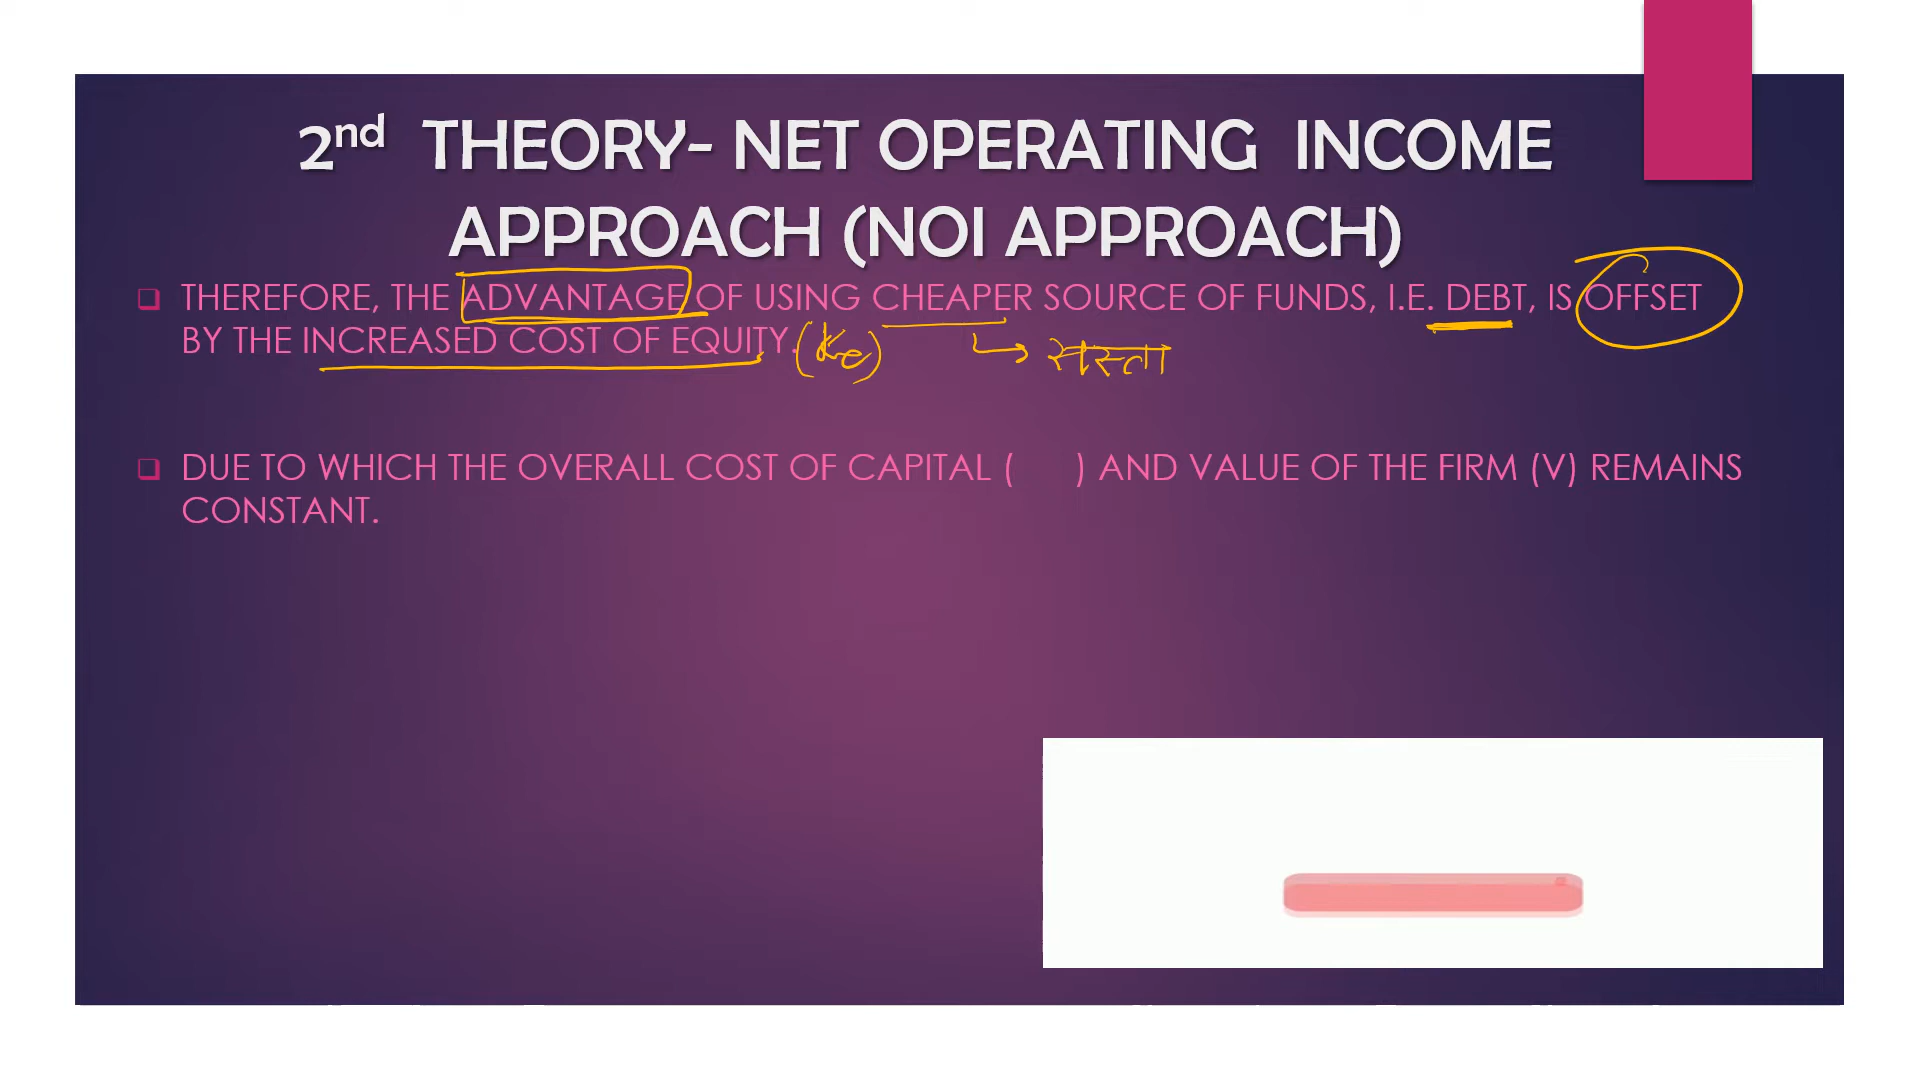 2nd THEORY- NET OPERATING INCOME
APPROACH (NOI APPROACH)
THEREFORE, THE ADVANTAGE OF USING CHEAPER SOURCE OF FUNDS, I.E. DEBT, IS OFFSET
BY THE INCREASED COST OF EQUITY. (Ke)
सस्ता
DUE TO WHICH THE OVERALL COST OF CAPITAL ( ) AND VALUE OF THE FIRM (V) REMAINS
CONSTANT.